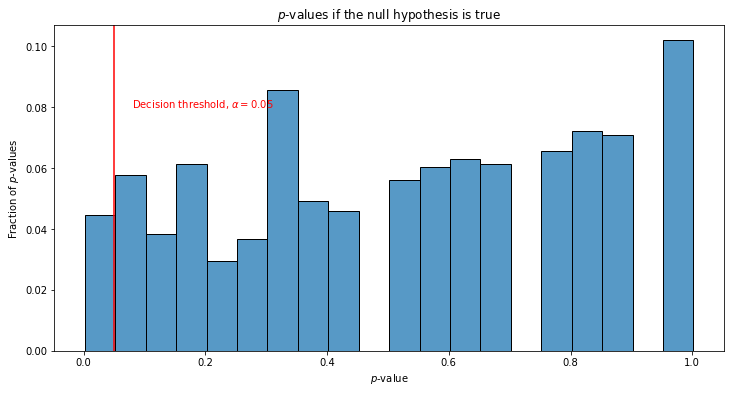 p-values if the null hypothesis is true
0.10
0.08
0.06
0.04
0.02
0.00
Fraction of p-values
Decision threshold, α = 0.05
0.0 0.2 0.4 0.6 0.8 1.0
p-value